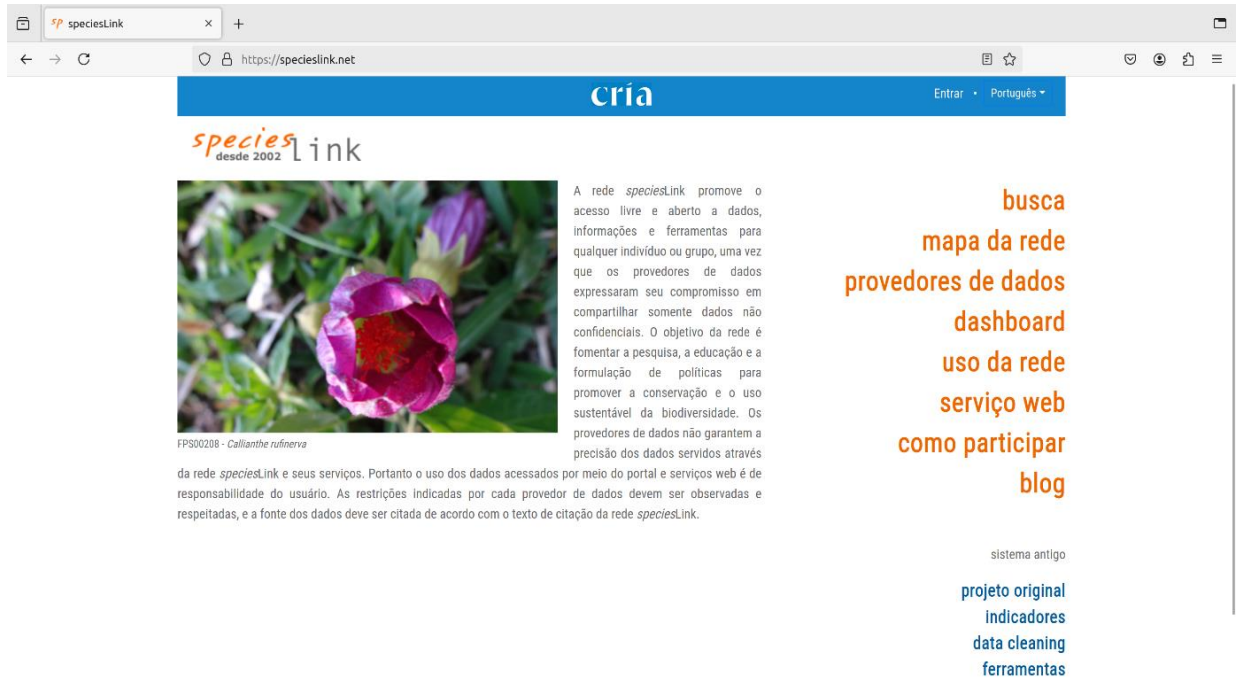 sp speciesLink
https://specieslink.net
cria
Entrar • Português
species
desde 2002 link
A rede speciesLink promove o
acesso livre e aberto a dados,
informações e ferramentas para
qualquer indivíduo ou grupo, uma vez
que os provedores de dados
expressaram seu compromisso em
compartilhar somente dados não
confidenciais. O objetivo da rede é
fomentar a pesquisa, a educação e a
formulação de políticas para
promover a conservação e o uso
sustentável da biodiversidade. Os
provedores de dados não garantem a
precisão dos dados servidos através
da rede speciesLink e seus serviços. Portanto o uso dos dados acessados por meio do portal e serviços web é de
responsabilidade do usuário. As restrições indicadas por cada provedor de dados devem ser observadas e
respeitadas, e a fonte dos dados deve ser citada de acordo com o texto de citação da rede speciesLink.
FPS00208 - Callianthe rufinerva
busca
mapa da rede
provedores de dados
dashboard
uso da rede
serviço web
como participar
blog
sistema antigo
projeto original
indicadores
data cleaning
ferramentas